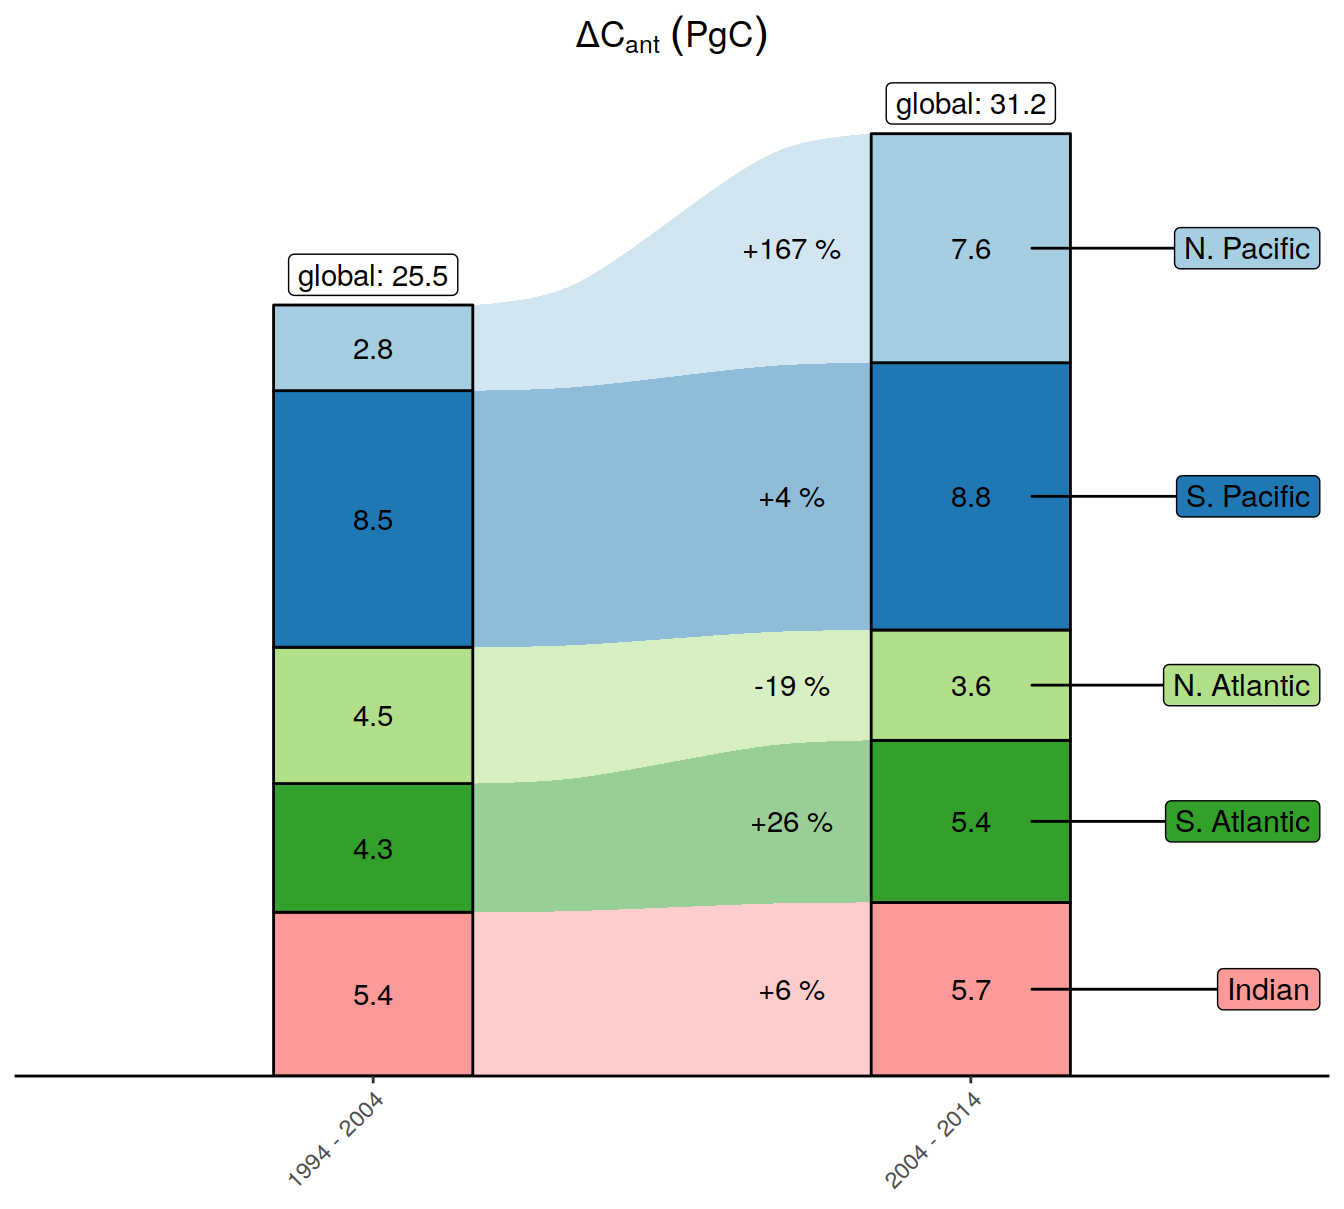 ΔCant (PgC)
global: 31.2
global: 25.5
+167 % 7.6 N. Pacific
2.8
+4 % 8.8 S. Pacific
8.5
-19 % 3.6 N. Atlantic
4.5
+26 % 5.4 S. Atlantic
4.3
+6 % 5.7 Indian
5.4
1994 - 2004
2004 - 2014